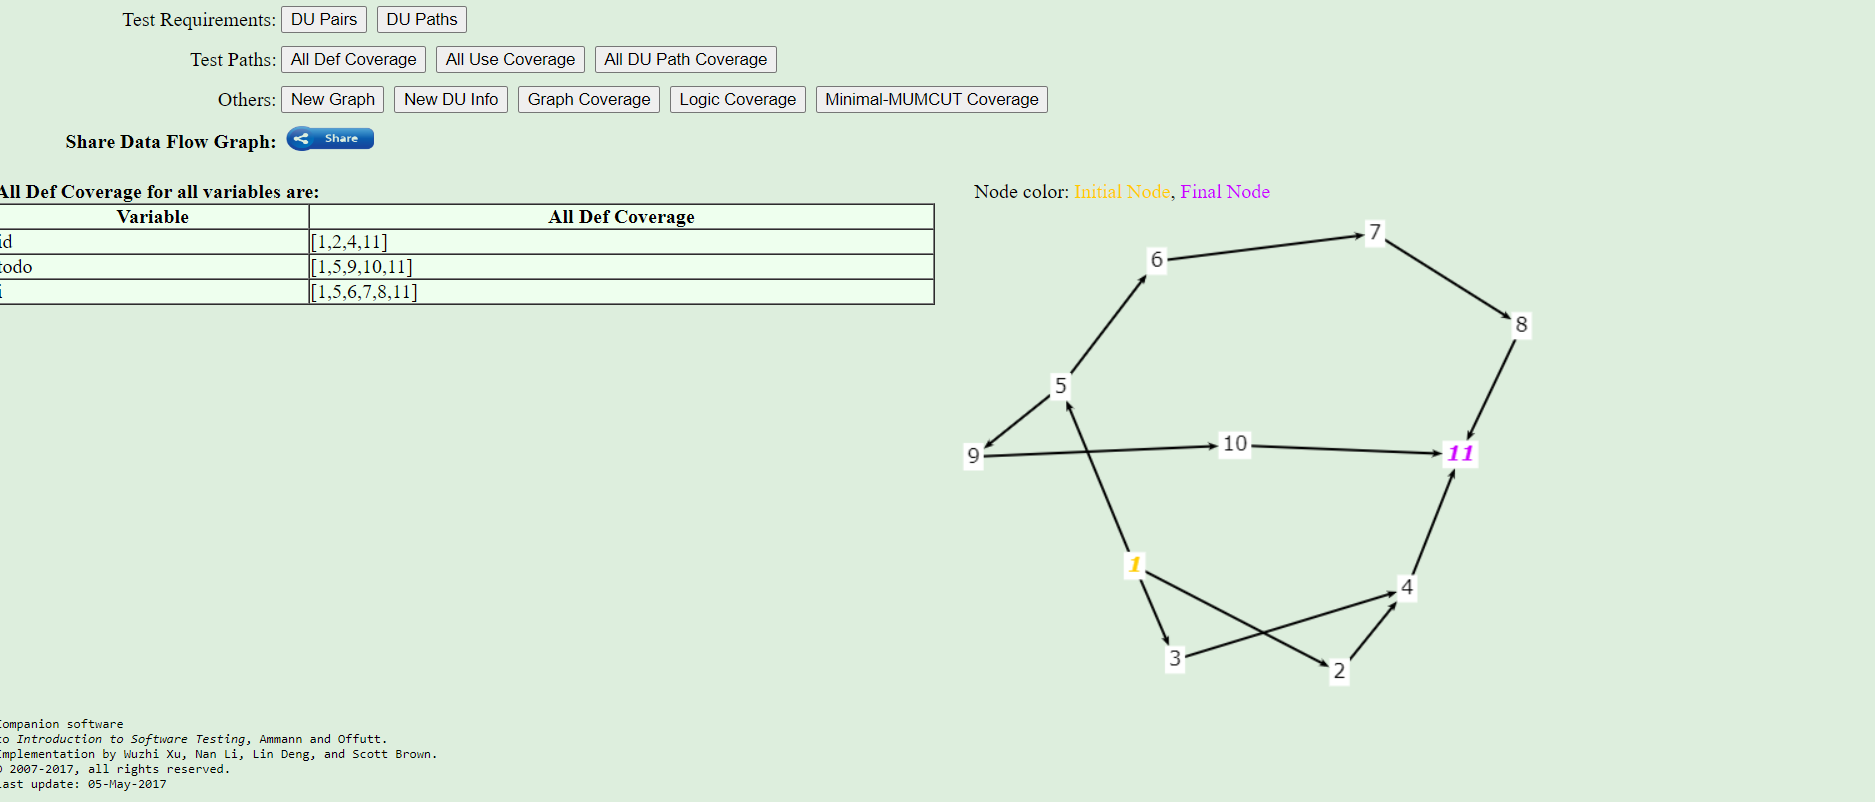 Test Requirements: DU Pairs DU Paths
Test Paths: All Def Coverage All Use Coverage All DU Path Coverage
Others: New Graph New DU Info Graph Coverage Logic Coverage Minimal-MUMCUT Coverage
Share Data Flow Graph: Share
All Def Coverage for all variables are:
Variable All Def Coverage
id [1,2,4,11]
todo [1,5,9,10,11]
i [1,5,6,7,8,11]
Node color: Initial Node, Final Node
7
6
8
5
10
9
11
1
4
3
2
Companion software
to Introduction to Software Testing, Ammann and Offutt.
Implementation by Wuzhi Xu, Nan Li, Lin Deng, and Scott Brown.
© 2007-2017, all rights reserved.
Last update: 05-May-2017